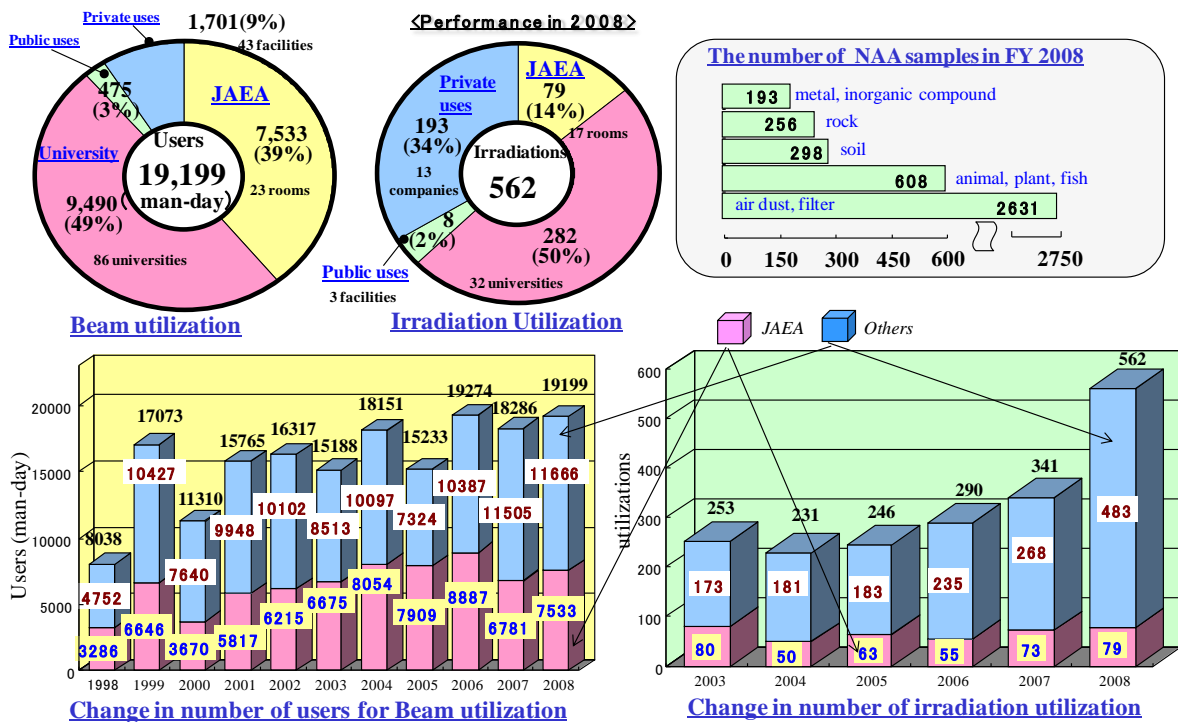 <Performance in 2008>
Private uses
1,701(9%)
43 facilities
Public uses
475
(3%)
JAEA
7,533
(39%)
23 rooms
University
9,490
(49%)
86 universities
Users
19,199
man-day
Beam utilization
JAEA
79
(14%)
17 rooms
Private
uses
193
(34%)
13
companies
Irradiations
562
8
(2%)
Public uses
3 facilities
282
(50%)
32 universities
Irradiation Utilization
The number of NAA samples in FY 2008
193 metal, inorganic compound
256 rock
298 soil
608 animal, plant, fish
air dust, filter 2631
0 150 300 450 600 2750
JAEA Others
Users (man-day)
20000
15000
10000
5000
0
8038 17073 11310 15765 16317 15188 18151 15233 19274 18286 19199
4752 10427 7640 9948 10102 8513 10097 7324 10387 11505 11666
3286 6646 3670 5817 6215 6675 8054 7909 8887 6781 7533
1998 1999 2000 2001 2002 2003 2004 2005 2006 2007 2008
Change in number of users for Beam utilization
utilizations
600
500
400
300
200
100
0
253 231 246 290 341 562
173 181 183 235 268 483
80 50 63 55 73 79
2003 2004 2005 2006 2007 2008
Change in number of irradiation utilization